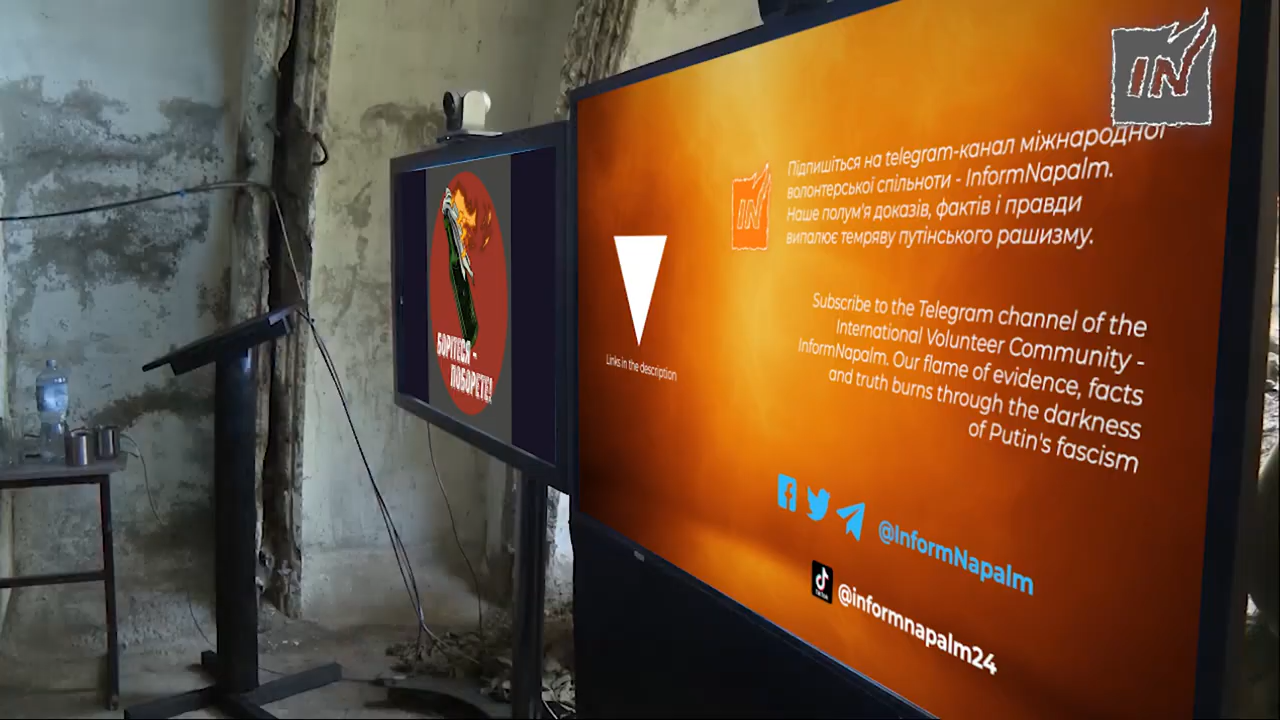 IN
БОРІТЕСЯ -
ПОБОРЕТЕ!
IN
Підпишіться на telegram-канал міжнародної
волонтерської спільноти - InformNapalm.
Наше полум'я доказів, фактів і правди
випалює темряву путінського рашизму.
Links in the description
Subscribe to the Telegram channel of the
International Volunteer Community -
InformNapalm. Our flame of evidence, facts
and truth burns through the darkness
of Putin's fascism
@InformNapalm
TikTok
@informnapalm24